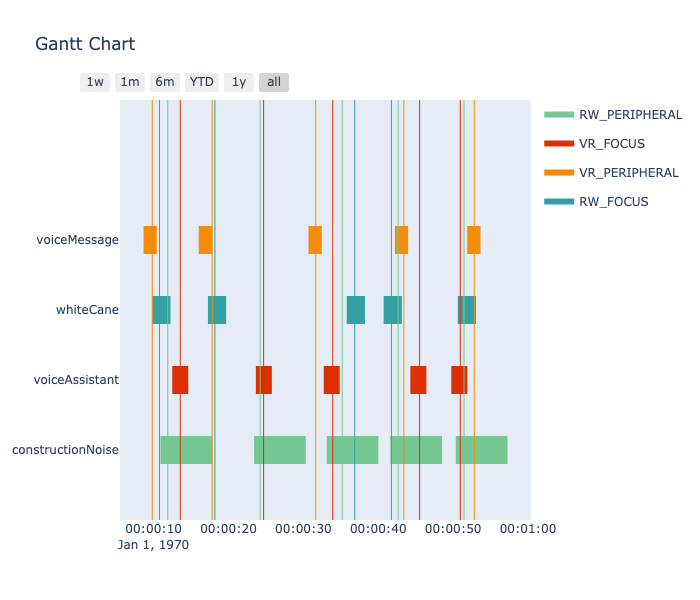 Gantt Chart
1w 1m 6m YTD 1y all
RW_PERIPHERAL
VR_FOCUS
VR_PERIPHERAL
RW_FOCUS
voiceMessage
whiteCane
voiceAssistant
constructionNoise
00:00:10 00:00:20 00:00:30 00:00:40 00:00:50 00:01:00
Jan 1, 1970